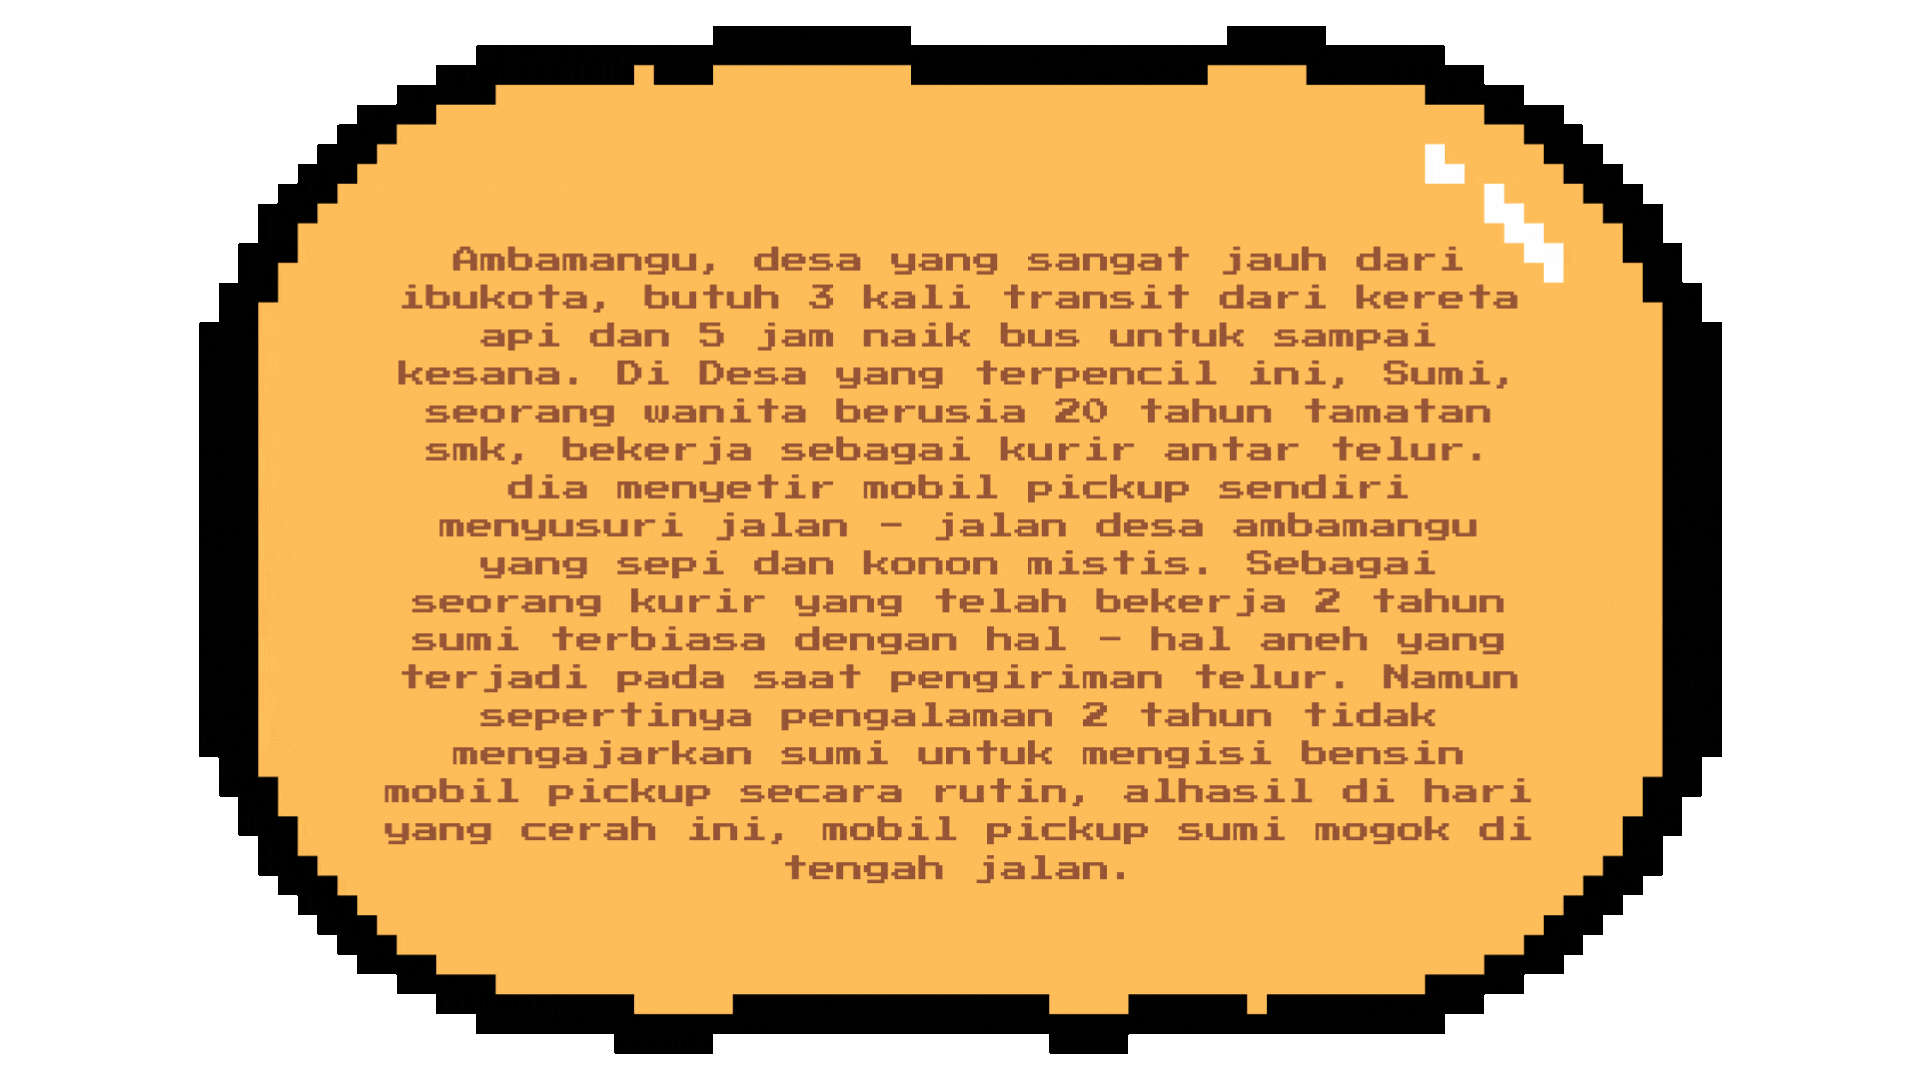 Ambamangu, desa yang sangat jauh dari
ibukota, butuh 3 kali transit dari kereta
api dan 5 jam naik bus untuk sampai
kesana. Di Desa yang terpencil ini, Sumi,
seorang wanita berusia 20 tahun tamatan
smk, bekerja sebagai kurir antar telur.
dia menyetir mobil pickup sendiri
menyusuri jalan - jalan desa ambamangu
yang sepi dan konon mistis. Sebagai
seorang kurir yang telah bekerja 2 tahun
sumi terbiasa dengan hal - hal aneh yang
terjadi pada saat pengiriman telur. Namun
sepertinya pengalaman 2 tahun tidak
mengajarkan sumi untuk mengisi bensin
mobil pickup secara rutin, alhasil di hari
yang cerah ini, mobil pickup sumi mogok di
tengah jalan.